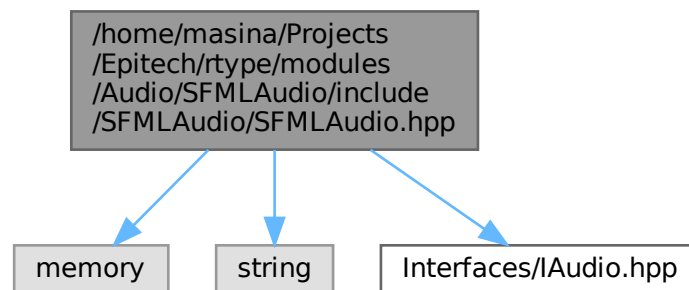 /home/masina/Projects
/Epitech/rtype/modules
/Audio/SFMLAudio/include
/SFMLAudio/SFMLAudio.hpp
memory
string
Interfaces/IAudio.hpp